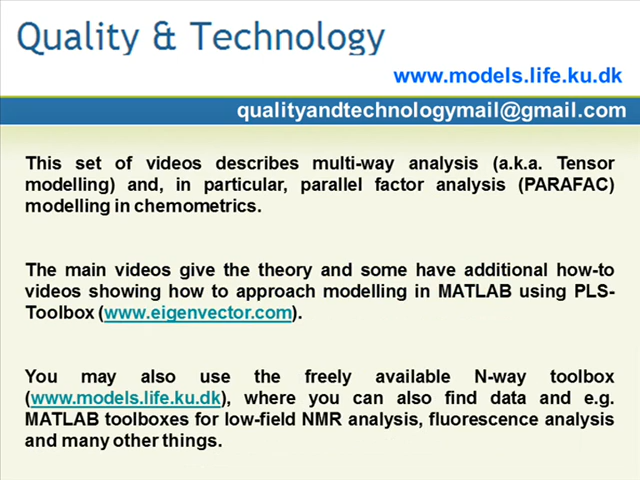 Quality & Technology
www.models.life.ku.dk
qualityandtechnologymail@gmail.com
This set of videos describes multi-way analysis (a.k.a. Tensor
modelling) and, in particular, parallel factor analysis (PARAFAC)
modelling in chemometrics.
The main videos give the theory and some have additional how-to
videos showing how to approach modelling in MATLAB using PLS-
Toolbox (www.eigenvector.com).
You may also use the freely available N-way toolbox
(www.models.life.ku.dk), where you can also find data and e.g.
MATLAB toolboxes for low-field NMR analysis, fluorescence analysis
and many other things.